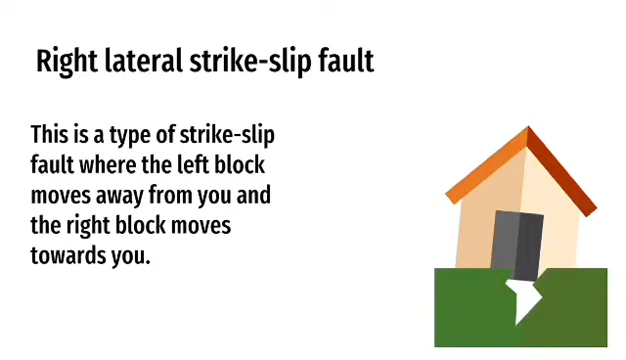 Right lateral strike-slip fault
This is a type of strike-slip
fault where the left block
moves away from you and
the right block moves
towards you.